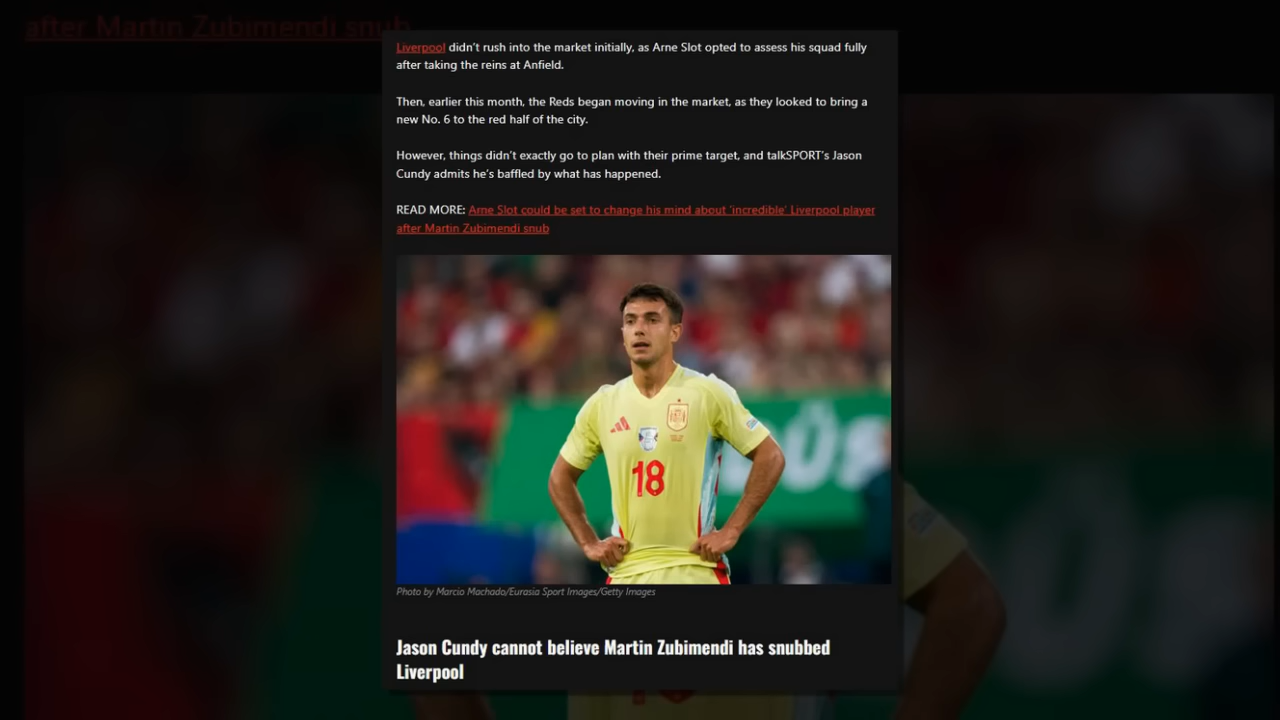 after Martin Zubimendi snub
Liverpool didn't rush into the market initially, as Arne Slot opted to assess his squad fully
after taking the reins at Anfield.
Then, earlier this month, the Reds began moving in the market, as they looked to bring a
new No. 6 to the red half of the city.
However, things didn't exactly go to plan with their prime target, and talkSPORT's Jason
Cundy admits he's baffled by what has happened.
READ MORE: Arne Slot could be set to change his mind about 'incredible' Liverpool player
after Martin Zubimendi snub
18
Photo by Marcio Machado/Eurasia Sport Images/Getty Images
Jason Cundy cannot believe Martin Zubimendi has snubbed
Liverpool